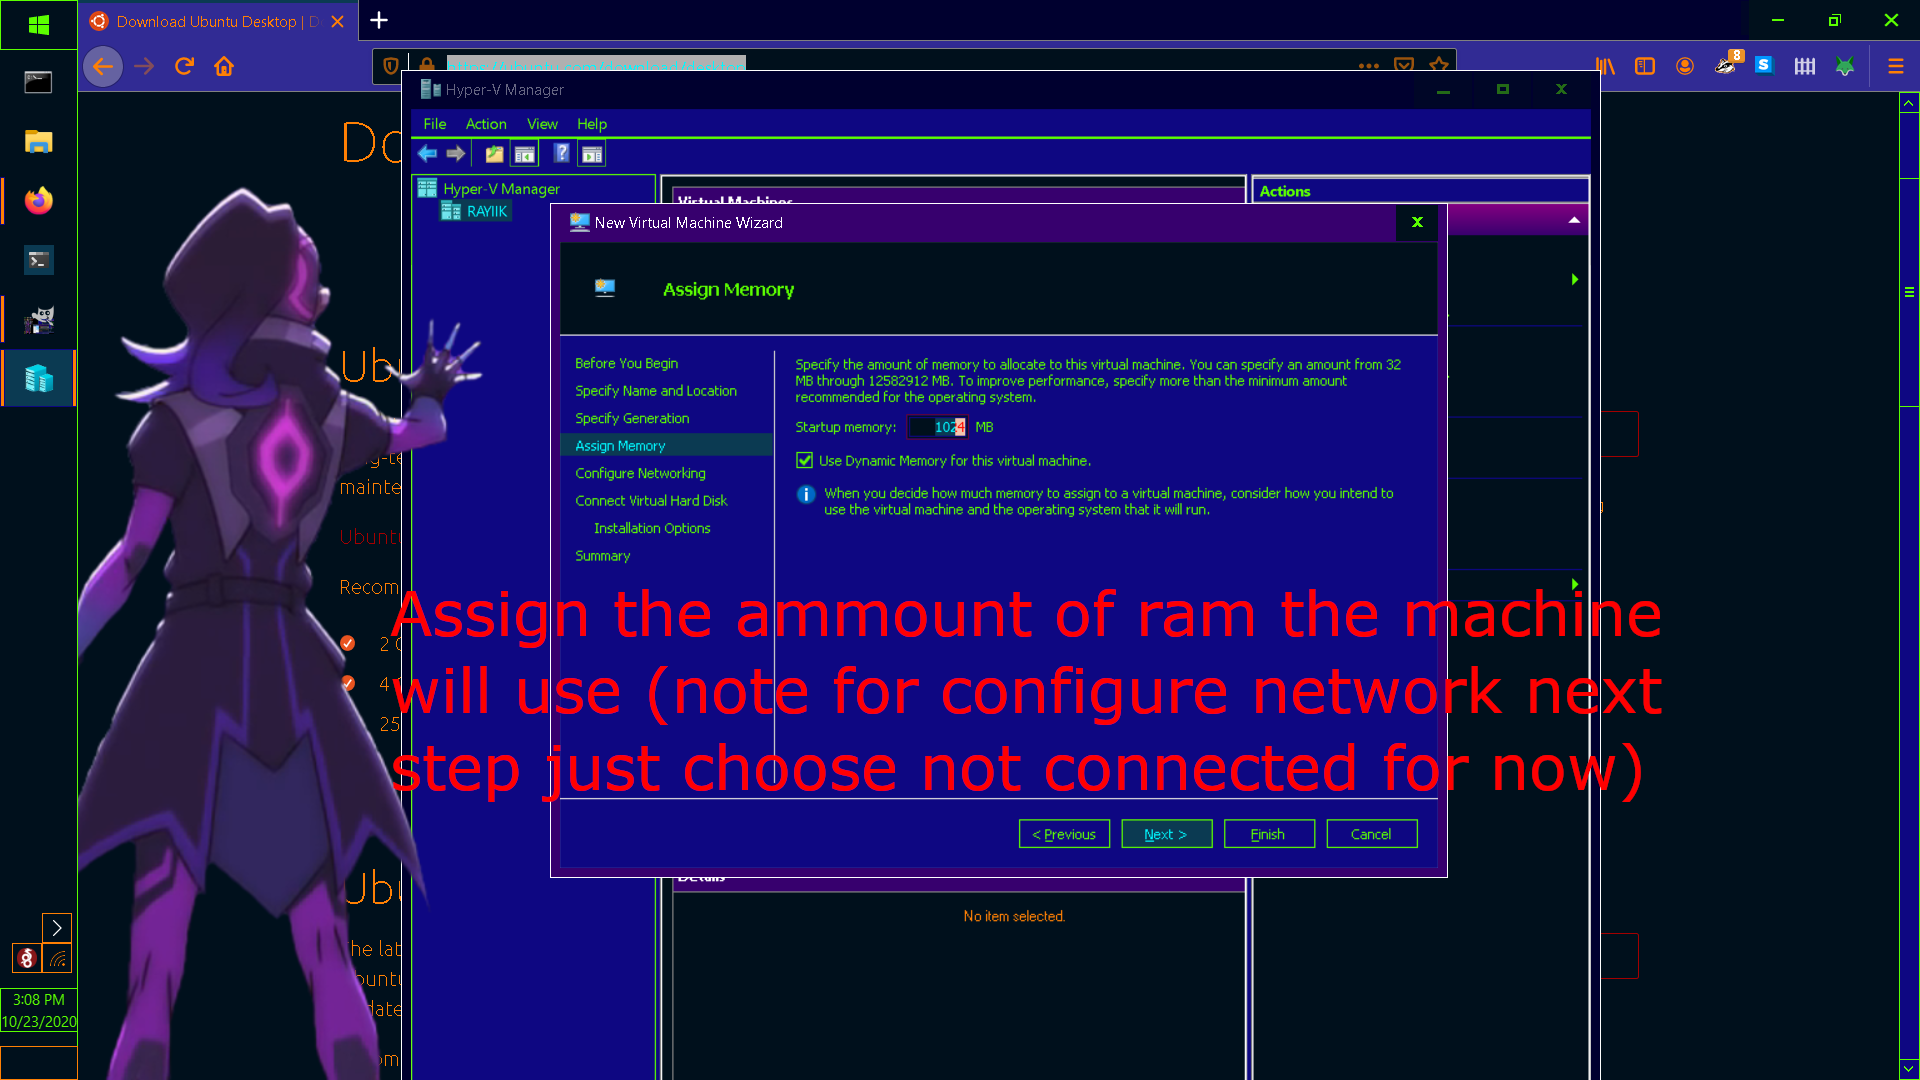 Download Ubuntu Desktop | D
Hyper-V Manager
File Action View Help
Hyper-V Manager
RAYIIK
Virtual Machines
Actions
New Virtual Machine Wizard
Assign Memory
Before You Begin
Specify Name and Location
Specify Generation
Assign Memory
Configure Networking
Connect Virtual Hard Disk
Installation Options
Summary
Specify the amount of memory to allocate to this virtual machine. You can specify an amount from 32
MB through 12582912 MB. To improve performance, specify more than the minimum amount
recommended for the operating system.
Startup memory: 1024 MB
Use Dynamic Memory for this virtual machine.
When you decide how much memory to assign to a virtual machine, consider how you intend to
use the virtual machine and the operating system that it will run.
Assign the ammount of ram the machine
will use (note for configure network next
step just choose not connected for now)
< Previous Next > Finish Cancel
Details
No item selected.
Do
Ub
mainte
Ubuntu
Recom
2
4
25
Ubu
8
S
3:08 PM
10/23/2020